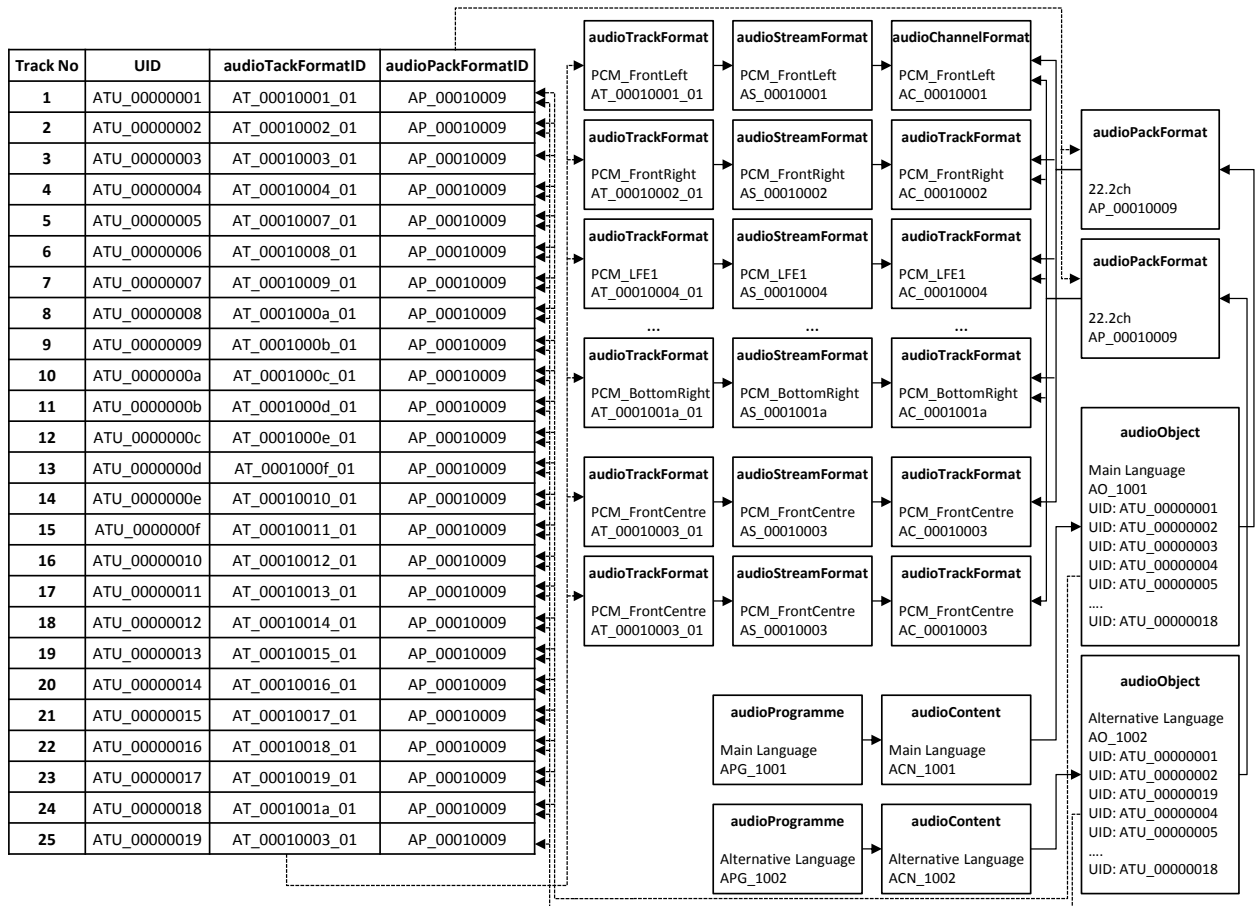 Track No UID audioTackFormatID audioPackFormatID
1 ATU_00000001 AT_00010001_01 AP_00010009
2 ATU_00000002 AT_00010002_01 AP_00010009
3 ATU_00000003 AT_00010003_01 AP_00010009
4 ATU_00000004 AT_00010004_01 AP_00010009
5 ATU_00000005 AT_00010007_01 AP_00010009
6 ATU_00000006 AT_00010008_01 AP_00010009
7 ATU_00000007 AT_00010009_01 AP_00010009
8 ATU_00000008 AT_0001000a_01 AP_00010009
9 ATU_00000009 AT_0001000b_01 AP_00010009
10 ATU_0000000a AT_0001000c_01 AP_00010009
11 ATU_0000000b AT_0001000d_01 AP_00010009
12 ATU_0000000c AT_0001000e_01 AP_00010009
13 ATU_0000000d AT_0001000f_01 AP_00010009
14 ATU_0000000e AT_00010010_01 AP_00010009
15 ATU_0000000f AT_00010011_01 AP_00010009
16 ATU_00000010 AT_00010012_01 AP_00010009
17 ATU_00000011 AT_00010013_01 AP_00010009
18 ATU_00000012 AT_00010014_01 AP_00010009
19 ATU_00000013 AT_00010015_01 AP_00010009
20 ATU_00000014 AT_00010016_01 AP_00010009
21 ATU_00000015 AT_00010017_01 AP_00010009
22 ATU_00000016 AT_00010018_01 AP_00010009
23 ATU_00000017 AT_00010019_01 AP_00010009
24 ATU_00000018 AT_0001001a_01 AP_00010009
25 ATU_00000019 AT_00010003_01 AP_00010009
audioTrackFormat
PCM_FrontLeft
AT_00010001_01
audioStreamFormat
PCM_FrontLeft
AS_00010001
audioChannelFormat
PCM_FrontLeft
AC_00010001
audioTrackFormat
PCM_FrontRight
AT_00010002_01
audioStreamFormat
PCM_FrontRight
AS_00010002
audioTrackFormat
PCM_FrontRight
AC_00010002
audioTrackFormat
PCM_LFE1
AT_00010004_01
audioStreamFormat
PCM_LFE1
AS_00010004
audioTrackFormat
PCM_LFE1
AC_00010004
... ... ...
audioTrackFormat
PCM_BottomRight
AT_0001001a_01
audioStreamFormat
PCM_BottomRight
AS_0001001a
audioTrackFormat
PCM_BottomRight
AC_0001001a
audioTrackFormat
PCM_FrontCentre
AT_00010003_01
audioStreamFormat
PCM_FrontCentre
AS_00010003
audioTrackFormat
PCM_FrontCentre
AC_00010003
audioTrackFormat
PCM_FrontCentre
AT_00010003_01
audioStreamFormat
PCM_FrontCentre
AS_00010003
audioTrackFormat
PCM_FrontCentre
AC_00010003
audioProgramme
Main Language
APG_1001
audioContent
Main Language
ACN_1001
audioProgramme
Alternative Language
APG_1002
audioContent
Alternative Language
ACN_1002
audioPackFormat
22.2ch
AP_00010009
audioPackFormat
22.2ch
AP_00010009
audioObject
Main Language
AO_1001
UID: ATU_00000001
UID: ATU_00000002
UID: ATU_00000003
UID: ATU_00000004
UID: ATU_00000005
....
UID: ATU_00000018
audioObject
Alternative Language
AO_1002
UID: ATU_00000001
UID: ATU_00000002
UID: ATU_00000019
UID: ATU_00000004
UID: ATU_00000005
....
UID: ATU_00000018